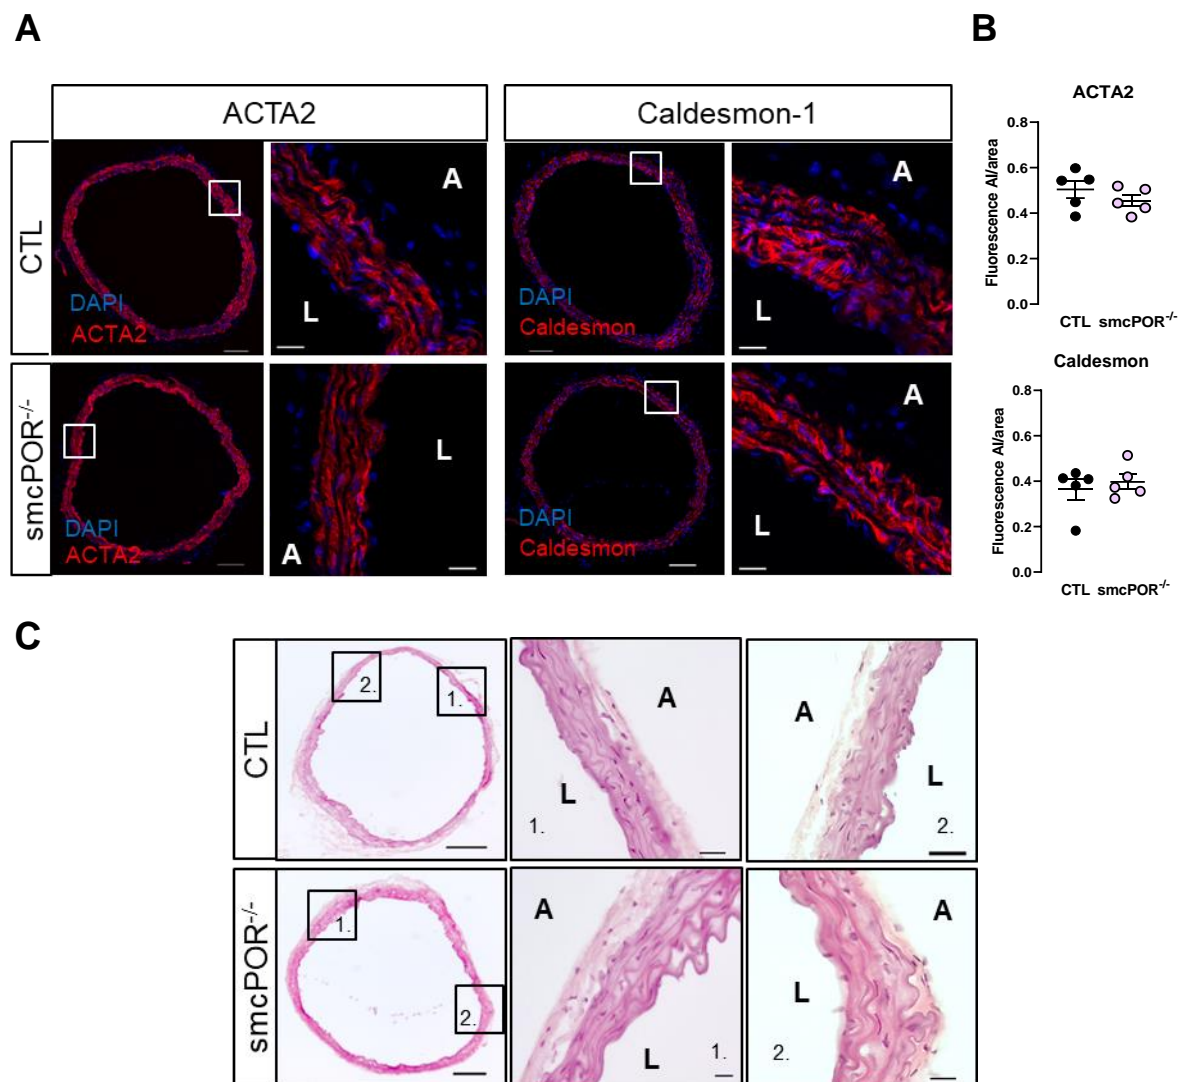 A
B
ACTA2
Caldesmon-1
CTL
A
L
DAPI
ACTA2
A
L
DAPI
Caldesmon
smcPOR-/-
L
A
DAPI
ACTA2
A
L
DAPI
Caldesmon
ACTA2
Fluorescence AI/area
0.8
0.6
0.4
0.2
0.0
CTL smcPOR-/-
Caldesmon
Fluorescence AI/area
0.8
0.6
0.4
0.2
0.0
CTL smcPOR-/-
C
CTL
2.
1.
A
L
1.
A
L
2.
smcPOR-/-
1.
2.
A
L
1.
A
L
2.